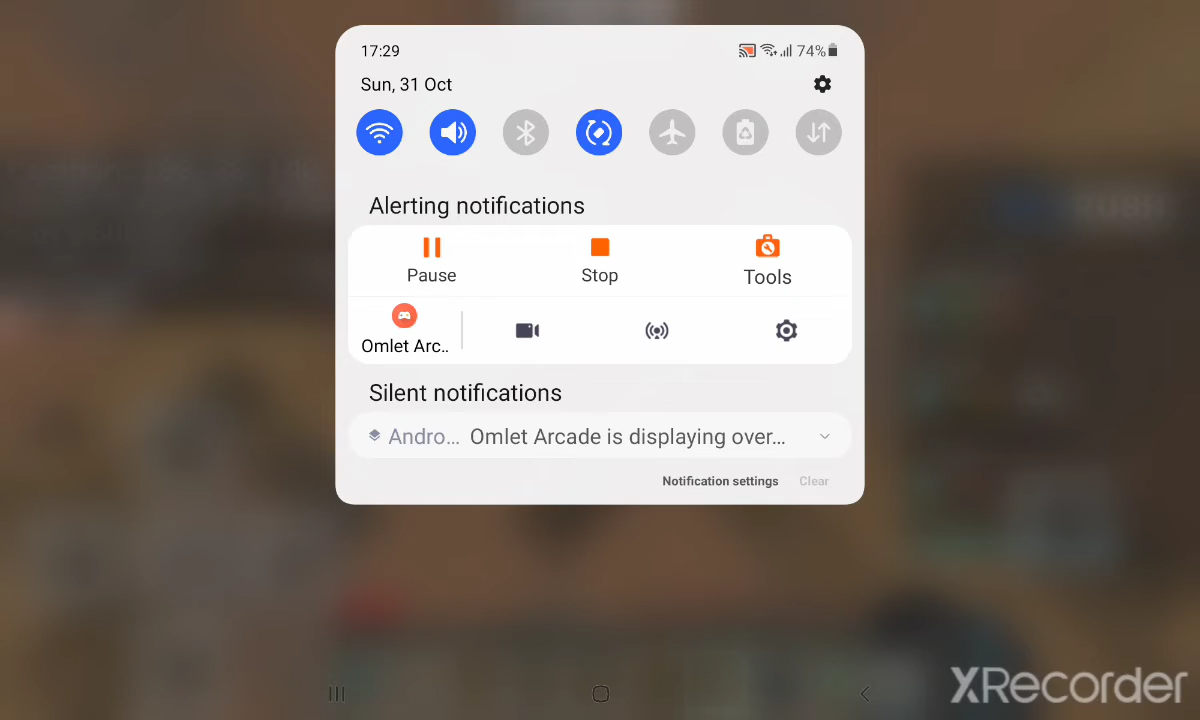 17:29
74%
Sun, 31 Oct
Alerting notifications
Pause
Stop
Tools
Omlet Arc..
Silent notifications
Andro... Omlet Arcade is displaying over...
Notification settings
Clear
XRecorder